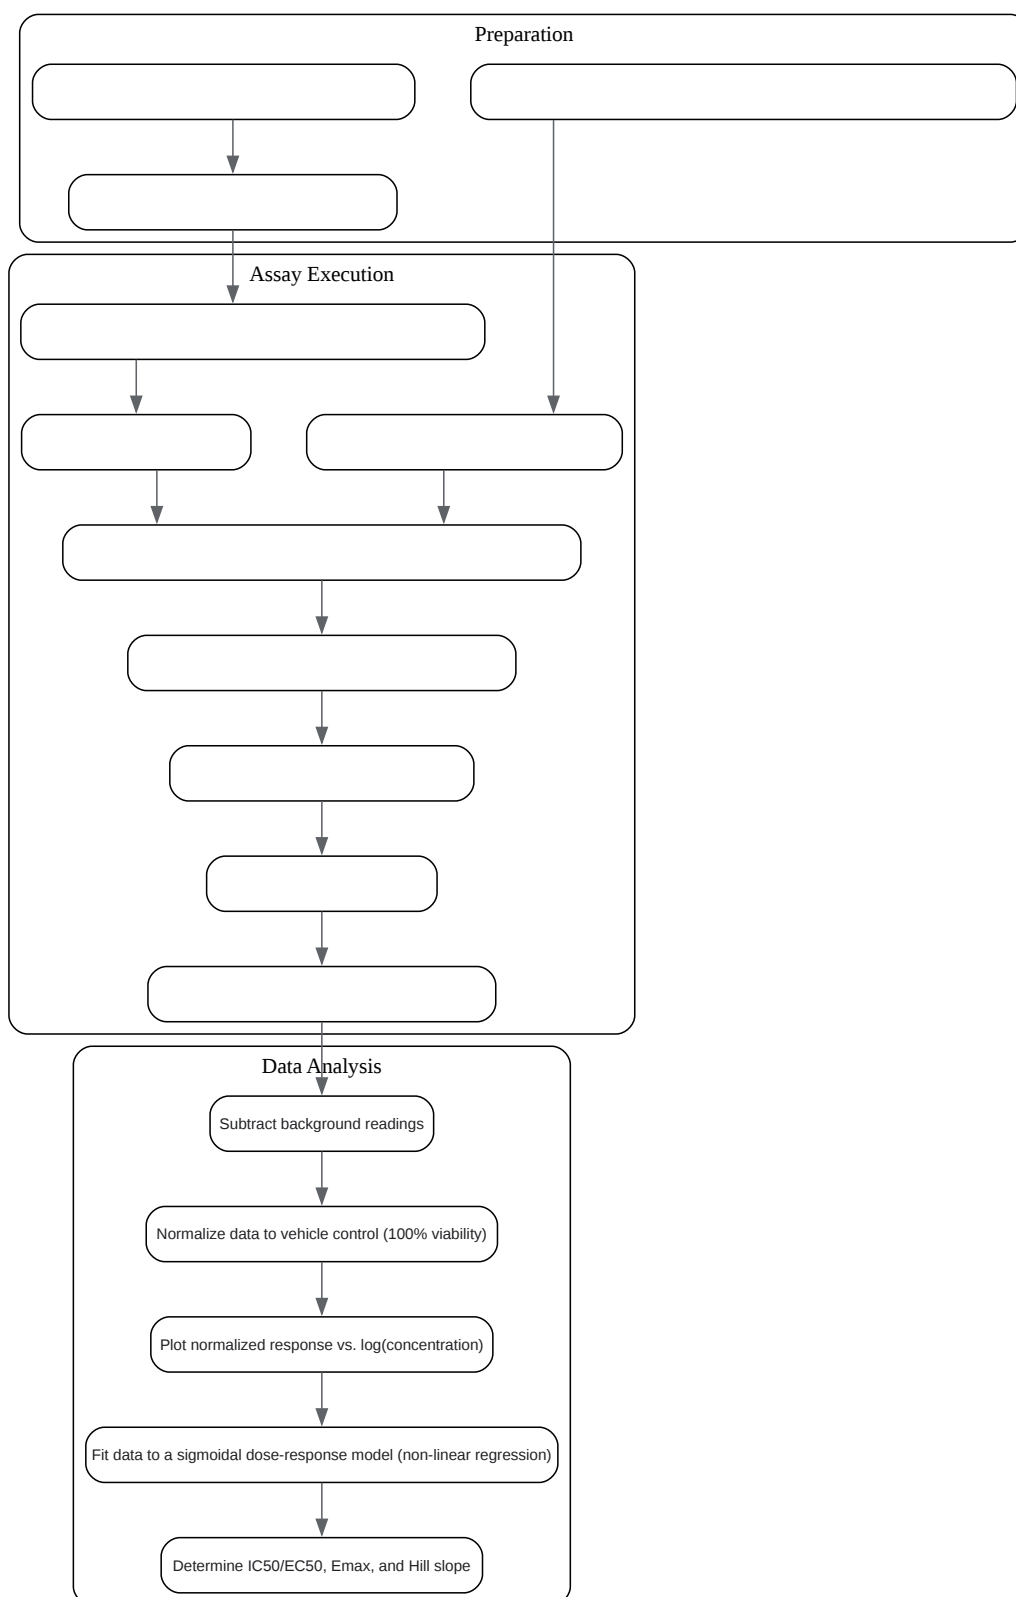 Preparation
Assay Execution
Data Analysis
Subtract background readings
Normalize data to vehicle control (100% viability)
Plot normalized response vs. log(concentration)
Fit data to a sigmoidal dose-response model (non-linear regression)
Determine IC50/EC50, Emax, and Hill slope